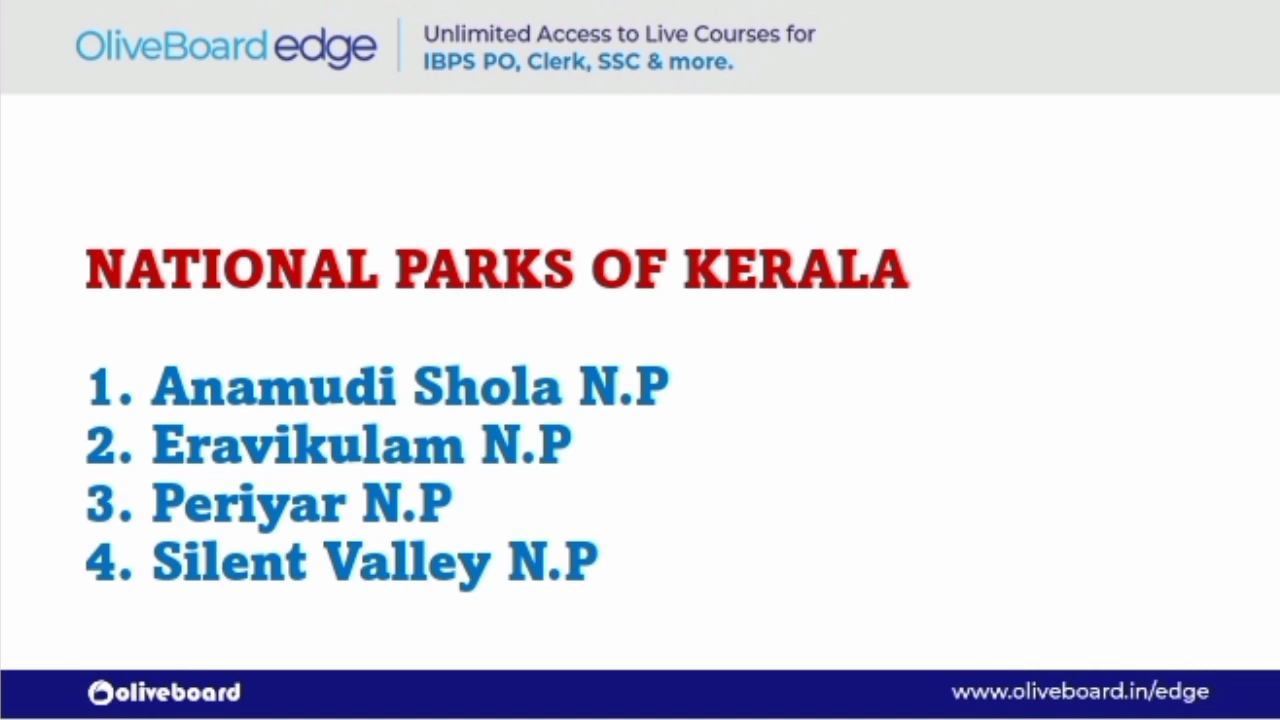 OliveBoard edge
Unlimited Access to Live Courses for
IBPS PO, Clerk, SSC & more.
NATIONAL PARKS OF KERALA
1. Anamudi Shola N.P
2. Eravikulam N.P
3. Periyar N.P
4. Silent Valley N.P
oliveboard
www.oliveboard.in/edge